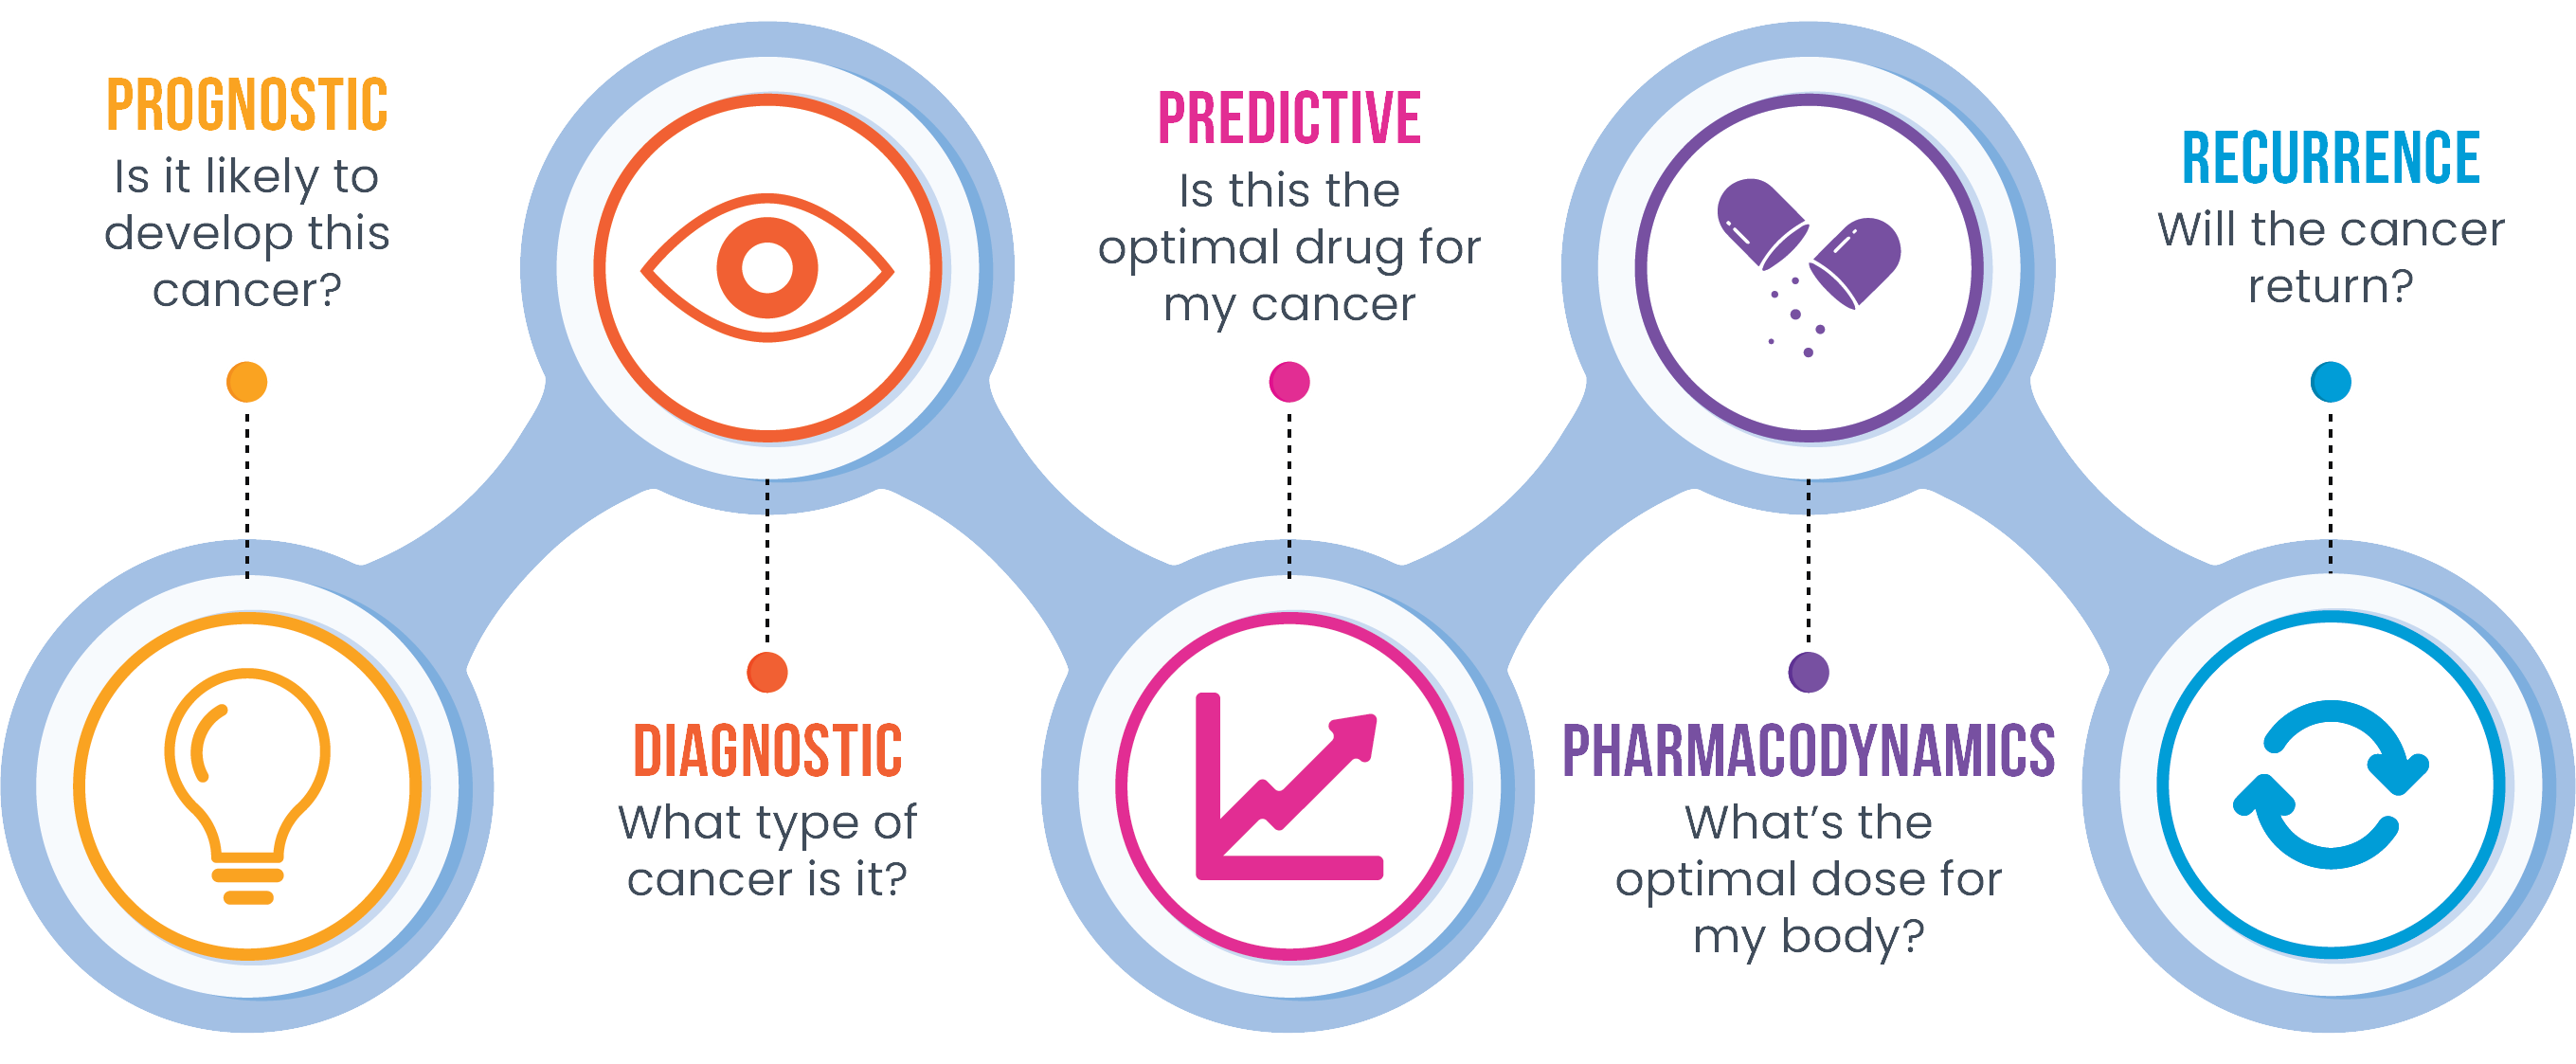 PROGNOSTIC
Is it likely to
develop this
cancer?
DIAGNOSTIC
What type of
cancer is it?
PREDICTIVE
Is this the
optimal drug for
my cancer
PHARMACODYNAMICS
What's the
optimal dose for
my body?
RECURRENCE
Will the cancer
return?